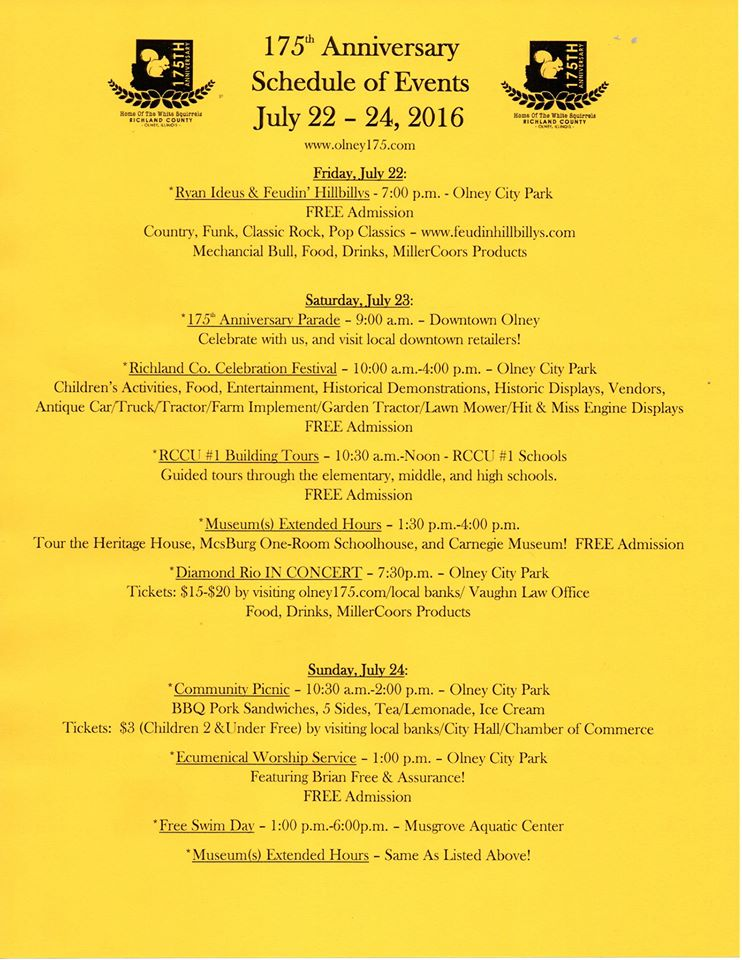 175th Anniversary
Schedule of Events
July 22 – 24, 2016
www.olney175.com
175TH
ANNIVERSARY
Home Of The White Squirrels
RICHLAND COUNTY
- OLNEY, ILLINOIS -
175TH
ANNIVERSARY
Home Of The White Squirrels
RICHLAND COUNTY
- OLNEY, ILLINOIS -
Friday, July 22:
*Ryan Ideus & Feudin' Hillbillys - 7:00 p.m. - Olney City Park
FREE Admission
Country, Funk, Classic Rock, Pop Classics – www.feudinhillbillys.com
Mechancial Bull, Food, Drinks, MillerCoors Products
Saturday, July 23:
*175th Anniversary Parade – 9:00 a.m. – Downtown Olney
Celebrate with us, and visit local downtown retailers!
*Richland Co. Celebration Festival – 10:00 a.m.-4:00 p.m. – Olney City Park
Children's Activities, Food, Entertainment, Historical Demonstrations, Historic Displays, Vendors,
Antique Car/Truck/Tractor/Farm Implement/Garden Tractor/Lawn Mower/Hit & Miss Engine Displays
FREE Admission
*RCCU #1 Building Tours – 10:30 a.m.-Noon - RCCU #1 Schools
Guided tours through the elementary, middle, and high schools.
FREE Admission
*Museum(s) Extended Hours – 1:30 p.m.-4:00 p.m.
Tour the Heritage House, McsBurg One-Room Schoolhouse, and Carnegie Museum! FREE Admission
*Diamond Rio IN CONCERT – 7:30p.m. – Olney City Park
Tickets: $15-$20 by visiting olney175.com/local banks/ Vaughn Law Office
Food, Drinks, MillerCoors Products
Sunday, July 24:
*Community Picnic – 10:30 a.m.-2:00 p.m. – Olney City Park
BBQ Pork Sandwiches, 5 Sides, Tea/Lemonade, Ice Cream
Tickets: $3 (Children 2 &Under Free) by visiting local banks/City Hall/Chamber of Commerce
*Ecumenical Worship Service – 1:00 p.m. – Olney City Park
Featuring Brian Free & Assurance!
FREE Admission
*Free Swim Day – 1:00 p.m.-6:00p.m. – Musgrove Aquatic Center
*Museum(s) Extended Hours – Same As Listed Above!